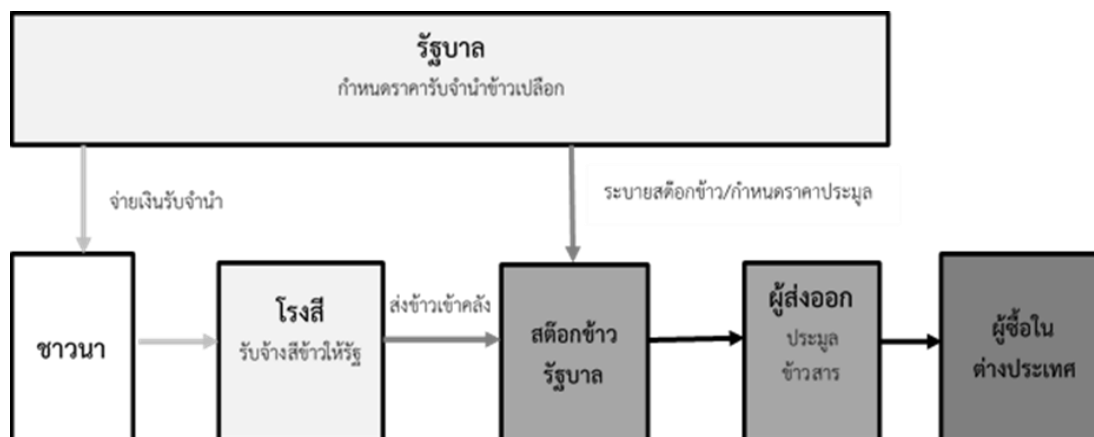 รัฐบาล
กำหนดราคารับจำนำข้าวเปลือก
จ่ายเงินรับจำนำ
ระบายสต๊อกข้าว/กำหนดราคาประมูล
ชาวนา
โรงสี
รับจ้างสีข้าวให้รัฐ
ส่งข้าวเข้าคลัง
สต๊อกข้าว
รัฐบาล
ผู้ส่งออก
ประมูล
ข้าวสาร
ผู้ซื้อใน
ต่างประเทศ